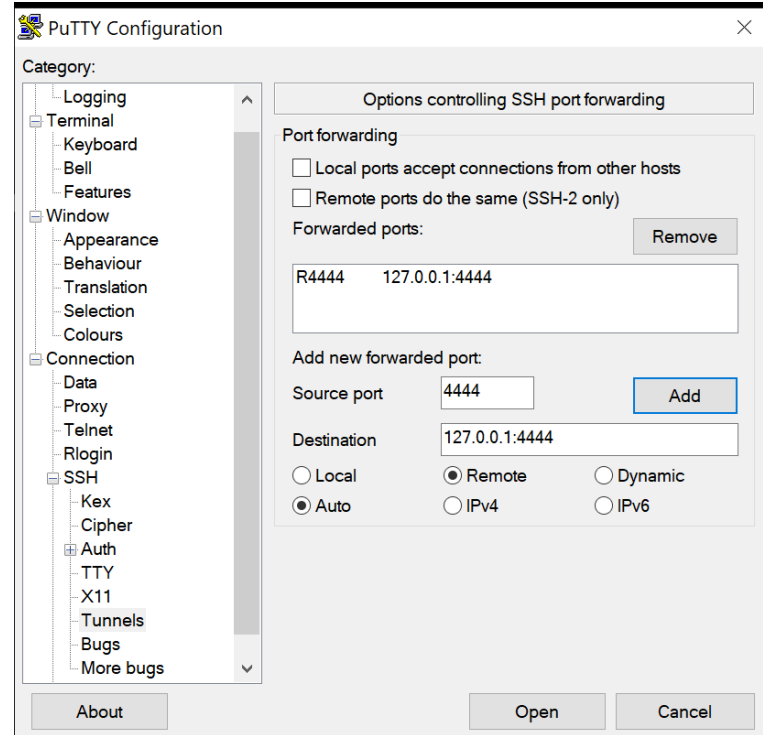 PuTTY Configuration
Category:
Logging
Terminal
Keyboard
Bell
Features
Window
Appearance
Behaviour
Translation
Selection
Colours
Connection
Data
Proxy
Telnet
Rlogin
SSH
Kex
Cipher
Auth
TTY
X11
Tunnels
Bugs
More bugs
Options controlling SSH port forwarding
Port forwarding
Local ports accept connections from other hosts
Remote ports do the same (SSH-2 only)
Forwarded ports:
Remove
R4444 127.0.0.1:4444
Add new forwarded port:
Source port 4444 Add
Destination 127.0.0.1:4444
Local Remote Dynamic
Auto IPv4 IPv6
About Open Cancel